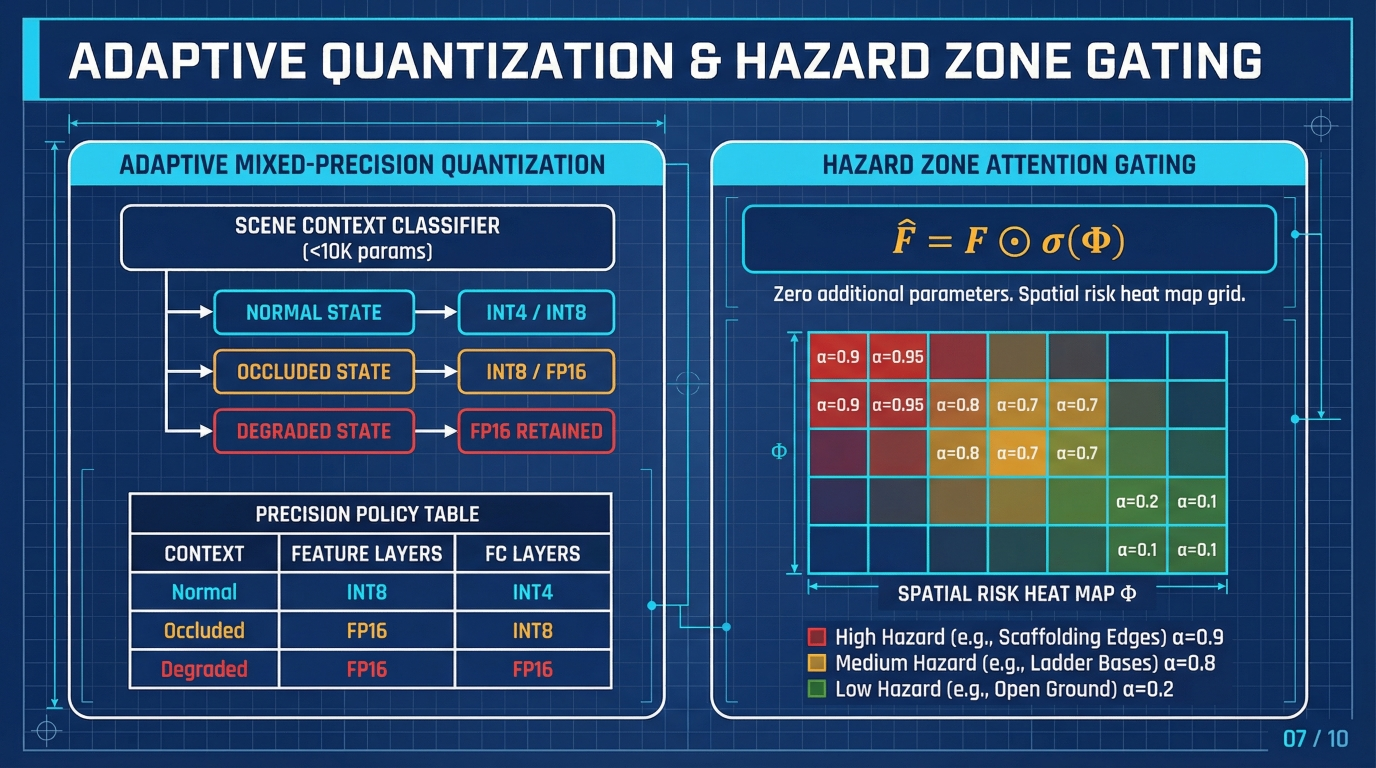 ADAPTIVE QUANTIZATION & HAZARD ZONE GATING
ADAPTIVE MIXED-PRECISION QUANTIZATION
SCENE CONTEXT CLASSIFIER
(<10K params)
NORMAL STATE INT4 / INT8
OCCLUDED STATE INT8 / FP16
DEGRADED STATE FP16 RETAINED
PRECISION POLICY TABLE
CONTEXT FEATURE LAYERS FC LAYERS
Normal INT8 INT4
Occluded FP16 INT8
Degraded FP16 FP16
HAZARD ZONE ATTENTION GATING
F̂ = F ⊙ σ(Φ)
Zero additional parameters. Spatial risk heat map grid.
α=0.9 α=0.95
α=0.9 α=0.95 α=0.8 α=0.7 α=0.7
Φ α=0.8 α=0.7 α=0.7
α=0.2 α=0.1
α=0.1 α=0.1
SPATIAL RISK HEAT MAP Φ
High Hazard (e.g., Scaffolding Edges) α=0.9
Medium Hazard (e.g., Ladder Bases) α=0.8
Low Hazard (e.g., Open Ground) α=0.2
07 / 10